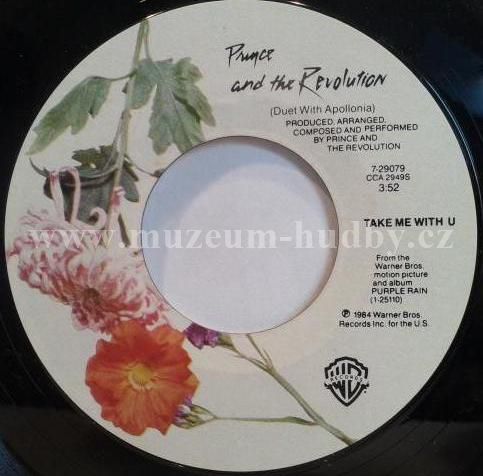 Prince
and the Revolution
(Duet With Apollonia)
PRODUCED, ARRANGED,
COMPOSED AND PERFORMED
BY PRINCE AND
THE REVOLUTION
7-29079
CCA 2949S
3:52
TAKE ME WITH U
www.muzeum-hudby.cz
From the
Warner Bros.
motion picture
and album
PURPLE RAIN
(1-25110)
℗ 1984 Warner Bros.
Records Inc. for the U.S.
WB
RECORDS